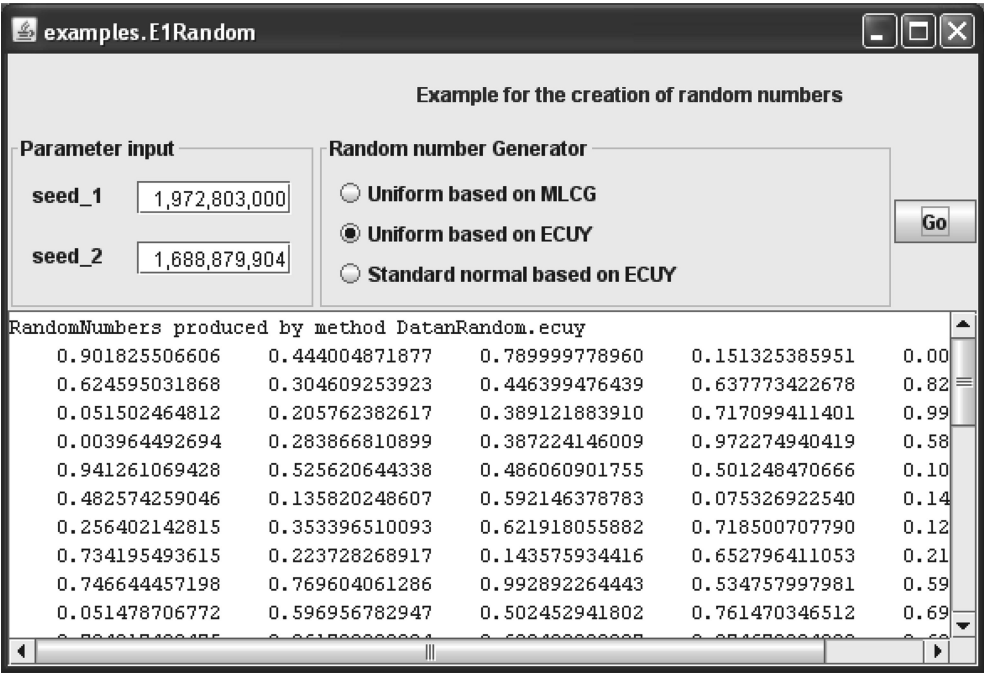 examples.E1Random
Example for the creation of random numbers
Parameter input
seed_1 1,972,803,000
seed_2 1,688,879,904
Random number Generator
Uniform based on MLCG
Uniform based on ECUY
Standard normal based on ECUY
Go
RandomNumbers produced by method DatanRandom.ecuy
0.901825506606 0.444004871877 0.789999778960 0.151325385951 0.00
0.624595031868 0.304609253923 0.446399476439 0.637773422678 0.82
0.051502464812 0.205762382617 0.389121883910 0.717099411401 0.99
0.003964492694 0.283866810899 0.387224146009 0.972274940419 0.58
0.941261069428 0.525620644338 0.486060901755 0.501248470666 0.10
0.482574259046 0.135820248607 0.592146378783 0.075326922540 0.14
0.256402142815 0.353396510093 0.621918055882 0.718500707790 0.12
0.734195493615 0.223728268917 0.143575934416 0.652796411053 0.21
0.746644457198 0.769604061286 0.992892264443 0.534757997981 0.59
0.051478706772 0.596956782947 0.502452941802 0.761470346512 0.69